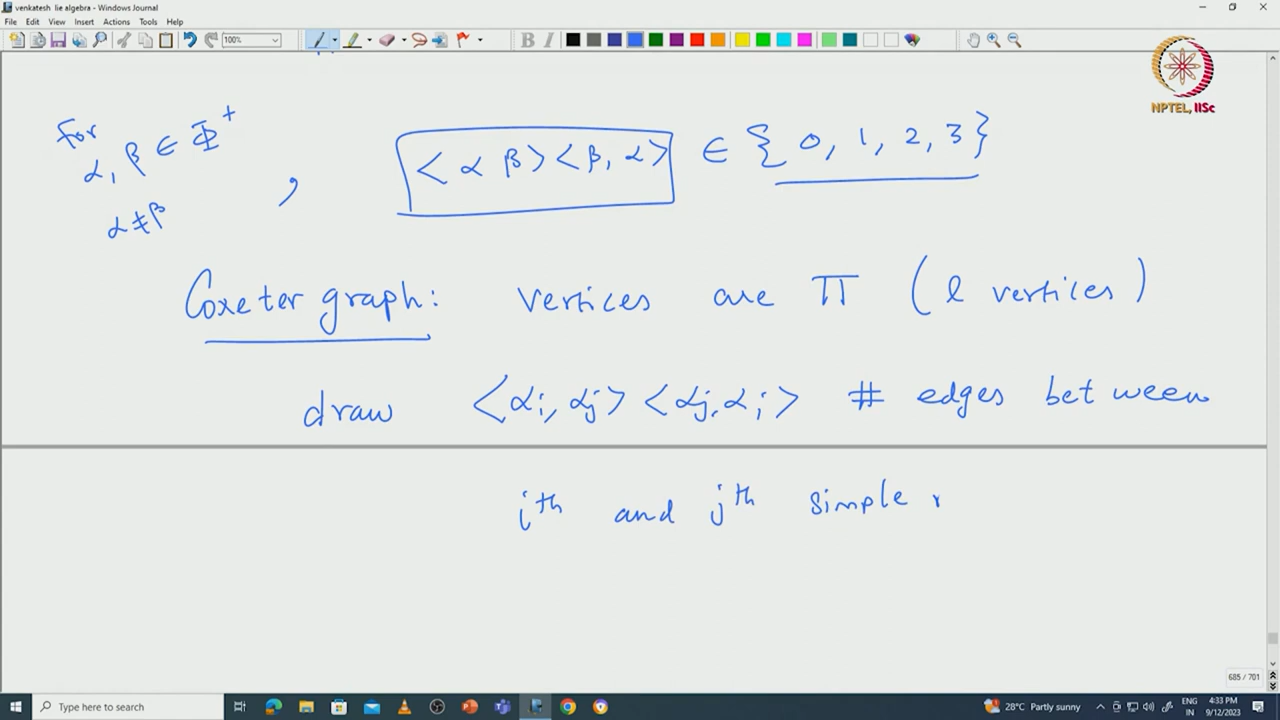 venkatesh lie algebra - Windows Journal
File Edit View Insert Actions Tools Help
100%
B I
NPTEL, IISc
For
α, β ∈ Φ⁺
α ≠ β
, <α β> <β, α> ∈ {0, 1, 2, 3}
Coxeter graph: vertices are Π (l vertices)
draw <αi, αj> <αj, αi> # edges between
iᵗʰ and jᵗʰ simple r
685 / 701
Type here to search
28°C Partly sunny
ENG
IN
4:33 PM
9/12/2023